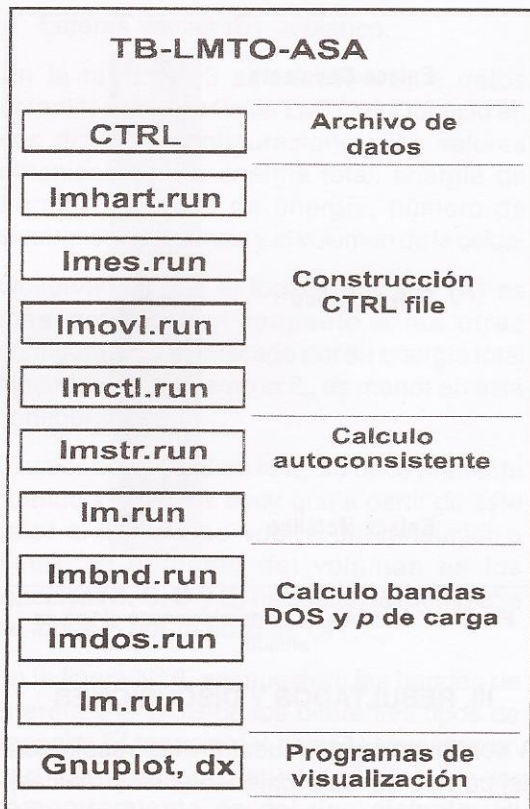 TB-LMTO-ASA
CTRL
Archivo de
datos
lmhart.run
lmes.run
lmovl.run
lmctl.run
Construcción
CTRL file
lmstr.run
Calculo
autoconsistente
lm.run
lmbnd.run
lmdos.run
lm.run
Calculo bandas
DOS y p de carga
Gnuplot, dx
Programas de
visualización